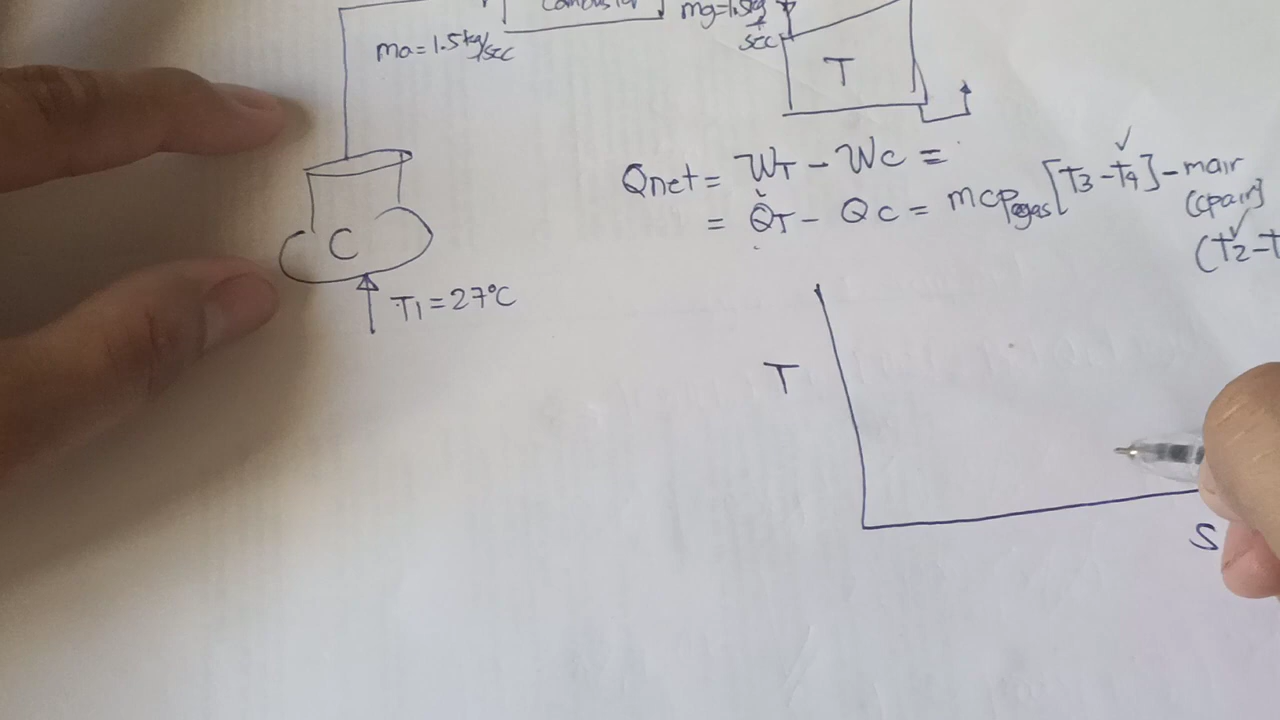 Combustor
ma=1.5kg/sec
mg=1.5kg/sec
T
C
T1=27°C
Qnet= WT-WC=
= QT-QC= mcpgas[T3-T4]-mair
(cpair)
(T2-T
T
S